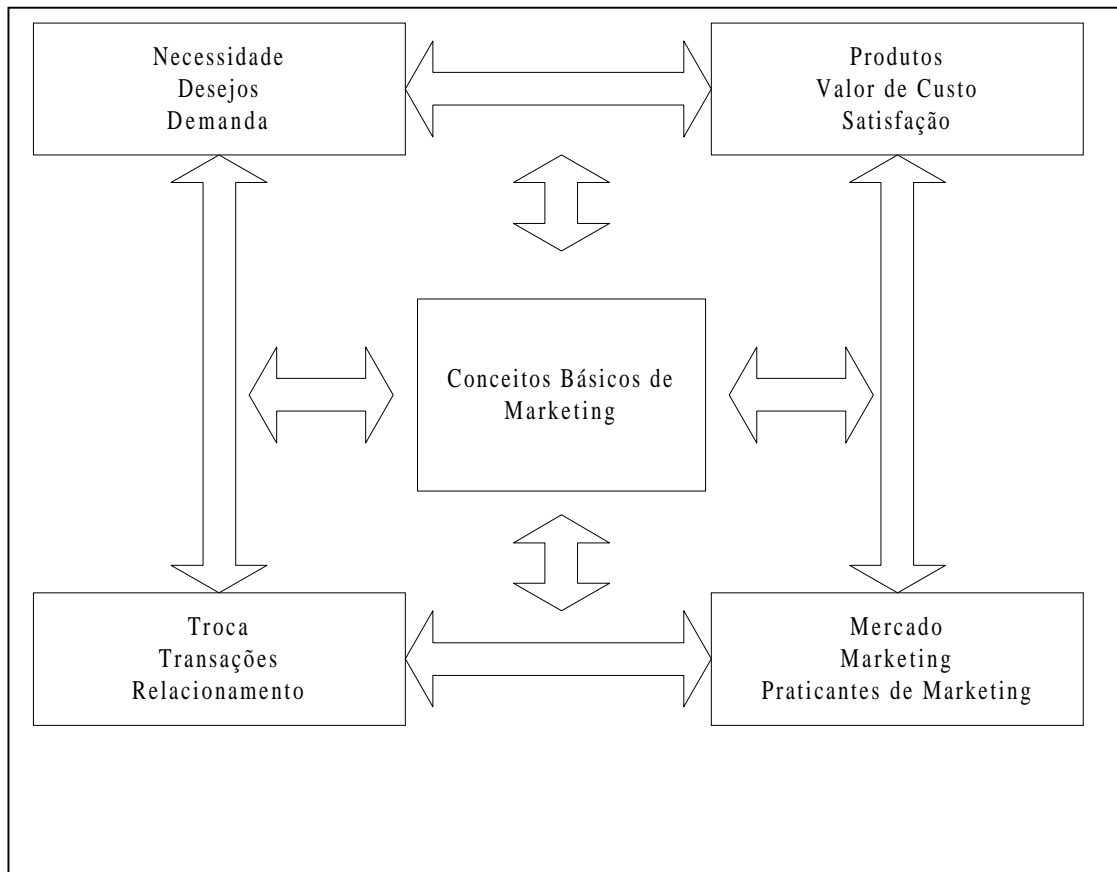 Necessidade
Desejos
Demanda
Produtos
Valor de Custo
Satisfação
Conceitos Básicos de
Marketing
Troca
Transações
Relacionamento
Mercado
Marketing
Praticantes de Marketing